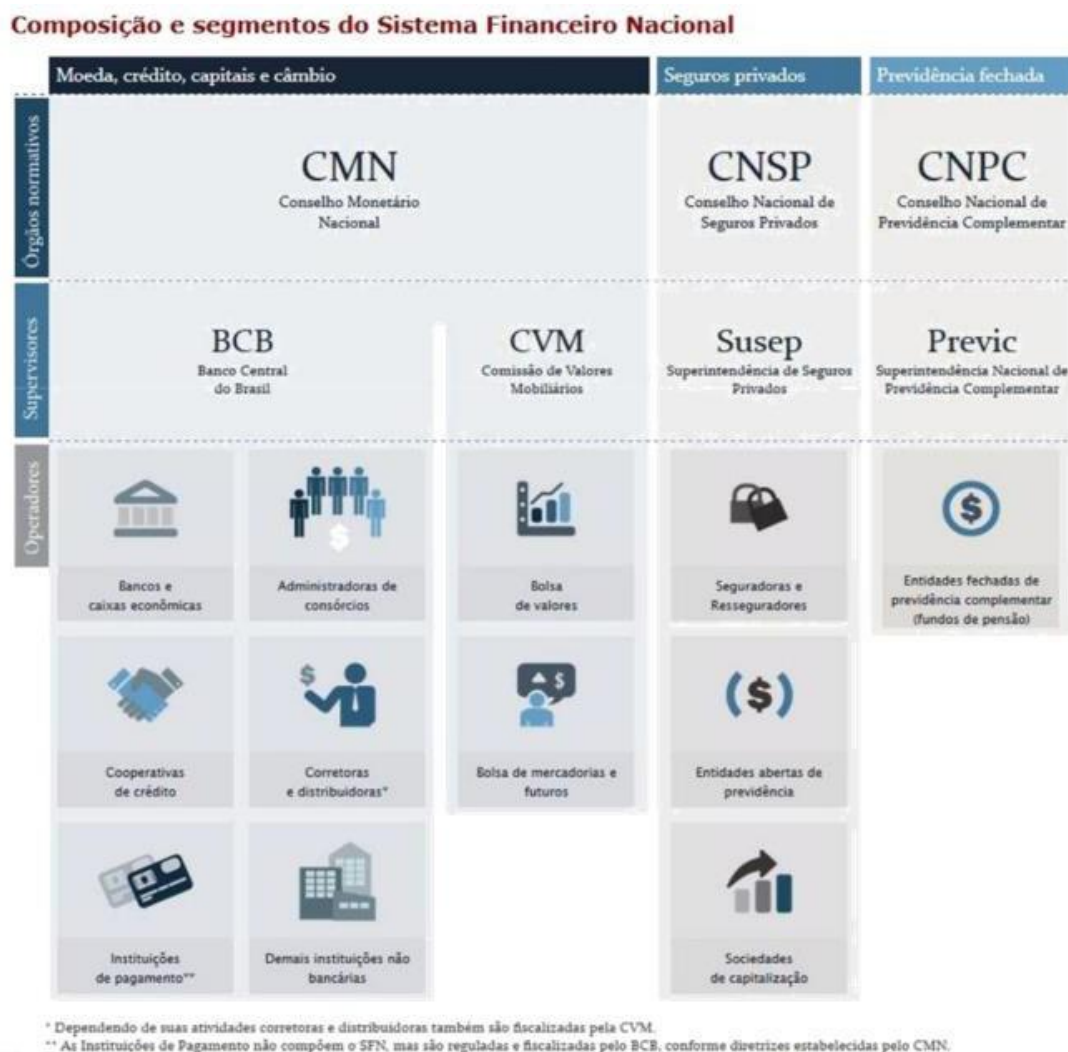 Composição e segmentos do Sistema Financeiro Nacional
Moeda, crédito, capitais e câmbio
Seguros privados
Previdência fechada
Órgãos normativos
CMN
Conselho Monetário
Nacional
CNSP
Conselho Nacional de
Seguros Privados
CNPC
Conselho Nacional de
Previdência Complementar
Supervisores
BCB
Banco Central
do Brasil
CVM
Comissão de Valores
Mobiliários
Susep
Superintendência de Seguros
Privados
Previc
Superintendência Nacional de
Previdência Complementar
Operadores
Bancos e
caixas econômicas
Administradoras de
consórcios
Bolsa
de valores
Seguradoras e
Resseguradores
Entidades fechadas de
previdência complementar
(fundos de pensão)
Cooperativas
de crédito
Corretoras
e distribuidoras*
Bolsa de mercadorias e
futuros
Entidades abertas de
previdência
Instituições
de pagamento**
Demais instituições não
bancárias
Sociedades
de capitalização
* Dependendo de suas atividades corretoras e distribuidoras também são fiscalizadas pela CVM.
** As Instituições de Pagamento não compõem o SFN, mas são reguladas e fiscalizadas pelo BCB, conforme diretrizes estabelecidas pelo CMN.